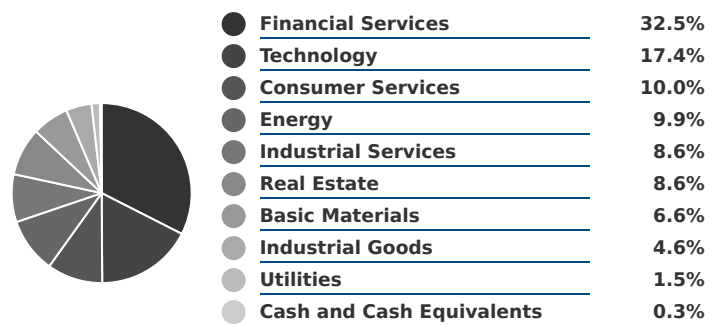 Financial Services 32.5%
Technology 17.4%
Consumer Services 10.0%
Energy 9.9%
Industrial Services 8.6%
Real Estate 8.6%
Basic Materials 6.6%
Industrial Goods 4.6%
Utilities 1.5%
Cash and Cash Equivalents 0.3%